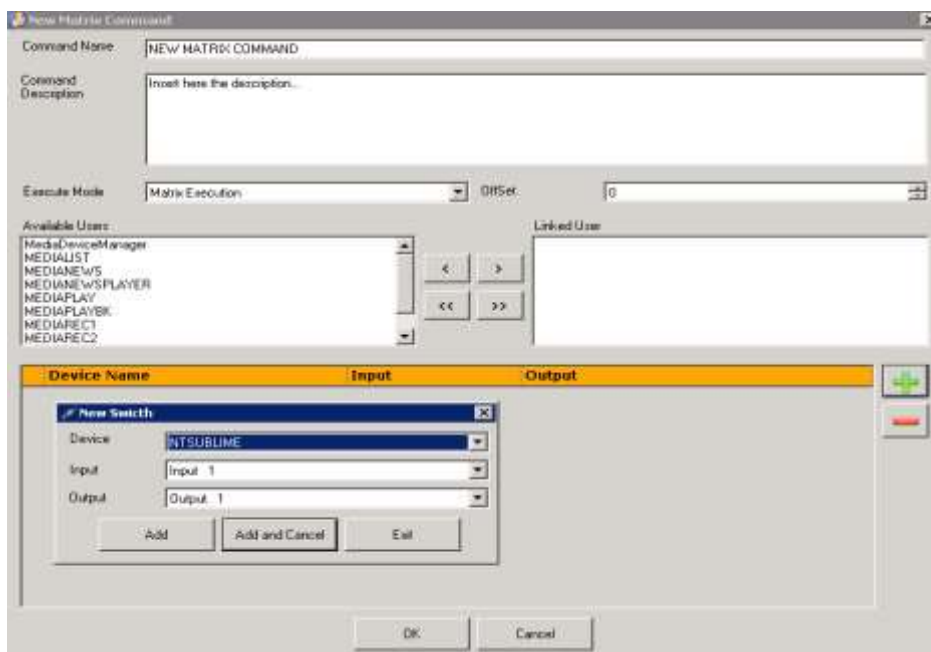 New Matrix Command
Command Name
NEW MATRIX COMMAND
Command Description
Insert here the description...
Execute Mode
Matrix Execution
OffSet
0
Available Users
Linked User
MediaDeviceManager
MEDIALIST
MEDIANEWS
MEDIANEWSPLAYER
MEDIAPLAY
MEDIAPLAYBK
MEDIAREC1
MEDIAREC2
<
>
<<
>>
Device Name
Input
Output
New Swicth
Device
NTSUBLIME
Input
Input 1
Output
Output 1
Add
Add and Cancel
Exit
OK
Cancel